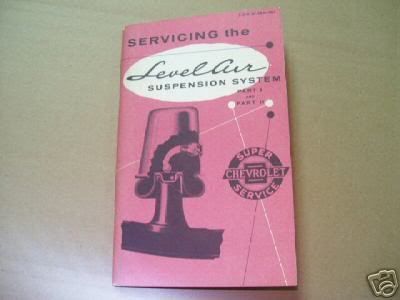 SERVICING the
Level Air
SUSPENSION SYSTEM
PART I
AND
PART II
SUPER
CHEVROLET
SERVICE